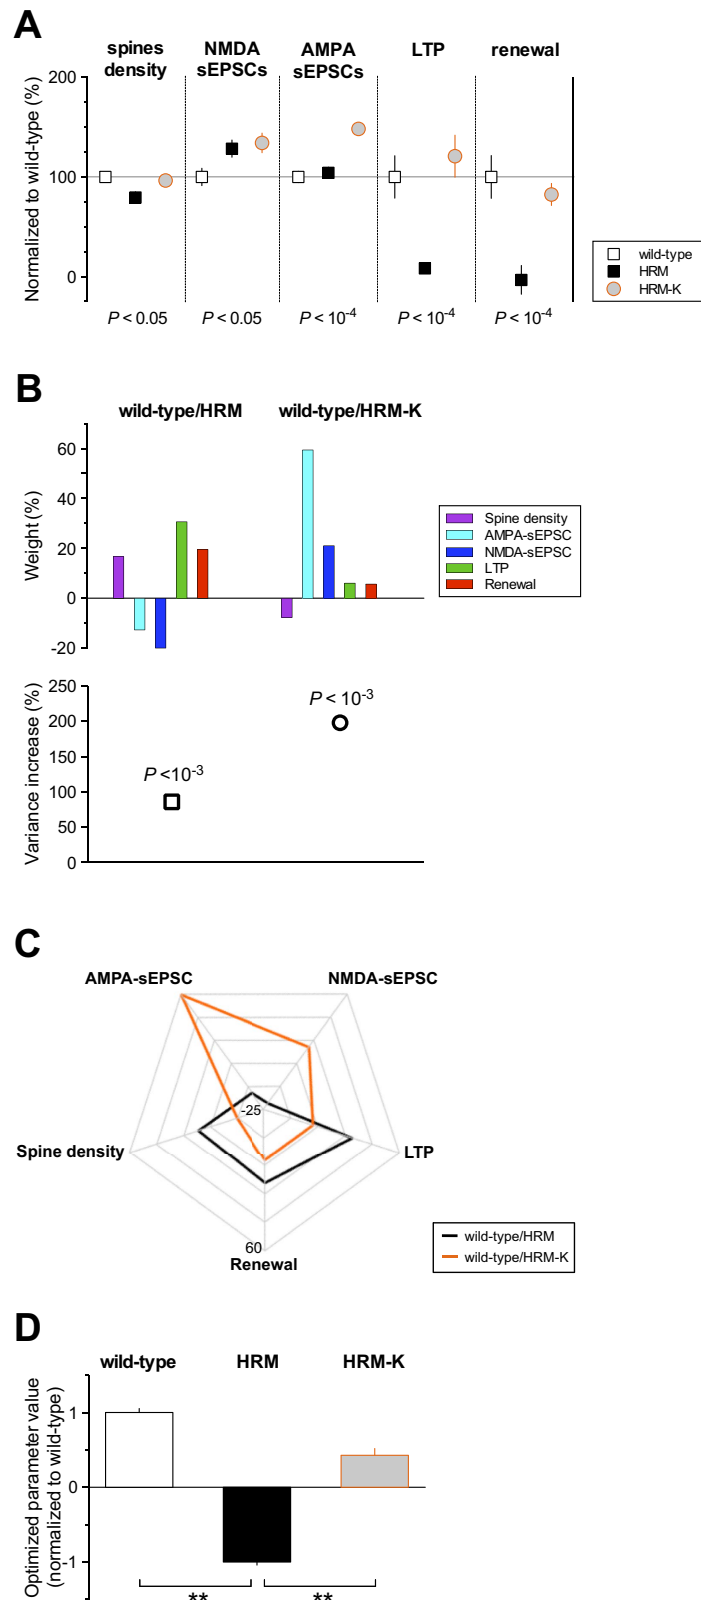 A
spines density
NMDA sEPSCs
AMPA sEPSCs
LTP
renewal
Normalized to wild-type (%)
200
100
0
P < 0.05
P < 0.05
P < 10-4
P < 10-4
P < 10-4
wild-type
HRM
HRM-K
B
wild-type/HRM
wild-type/HRM-K
Weight (%)
60
40
20
0
-20
Spine density
AMPA-sEPSC
NMDA-sEPSC
LTP
Renewal
Variance increase (%)
250
200
150
100
50
0
P <10-3
P < 10-3
C
AMPA-sEPSC
NMDA-sEPSC
-25
Spine density
LTP
60
Renewal
wild-type/HRM
wild-type/HRM-K
D
wild-type
HRM
HRM-K
Optimized parameter value
(normalized to wild-type)
1
0
-1
**
**